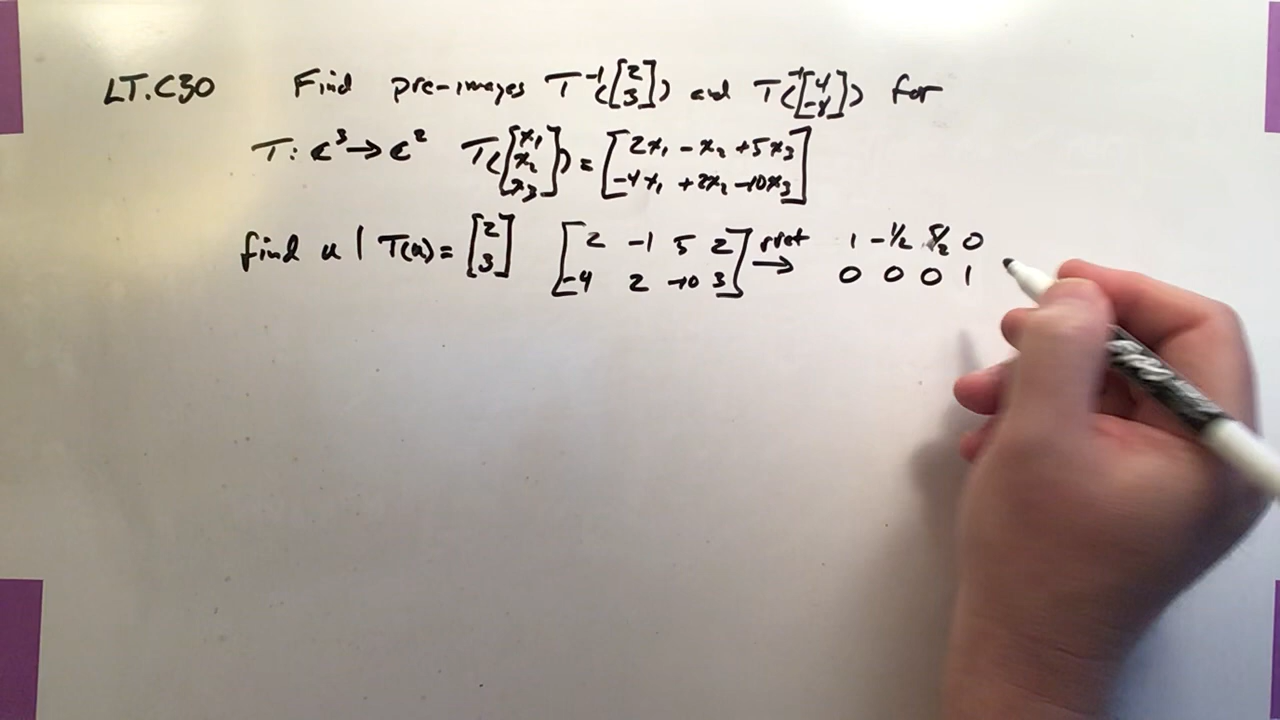 LT.C30 Find pre-images T⁻¹([2 3]) and T⁻¹([4 -8]) for
T: ℂ³ → ℂ² T([x₁ x₂ x₃]) = [2x₁ - x₂ + 5x₃ -4x₁ + 2x₂ - 10x₃]
find u | T(u) = [2 3] [2 -1 5 2 -4 2 -10 3] rref → 1 -1/2 5/2 0 0 0 0 1